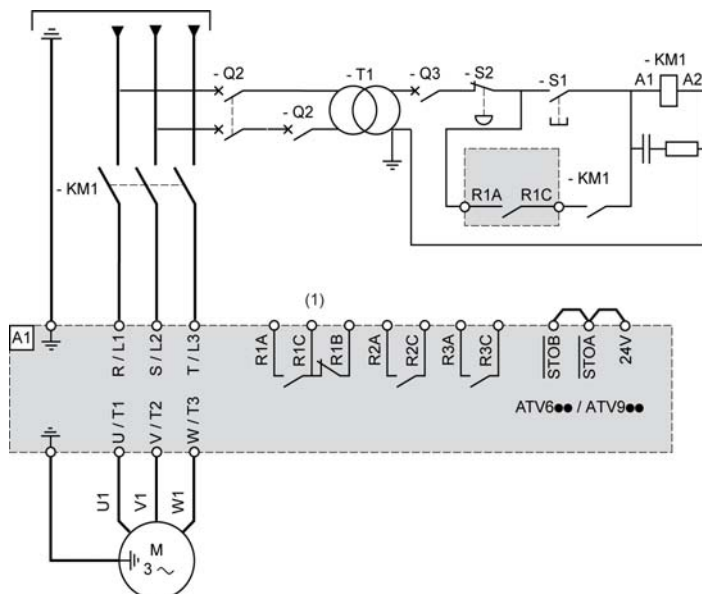 - Q2
- T1
- Q3
- S2
- S1
- KM1
A1
A2
- Q2
- KM1
R1A
R1C
- KM1
(1)
A1
R / L1
S / L2
T / L3
R1A
R1C
R1B
R2A
R2C
R3A
R3C
STOB
STOA
24V
ATV6●● / ATV9●●
U / T1
V / T2
W / T3
U1
V1
W1
M
3 ~